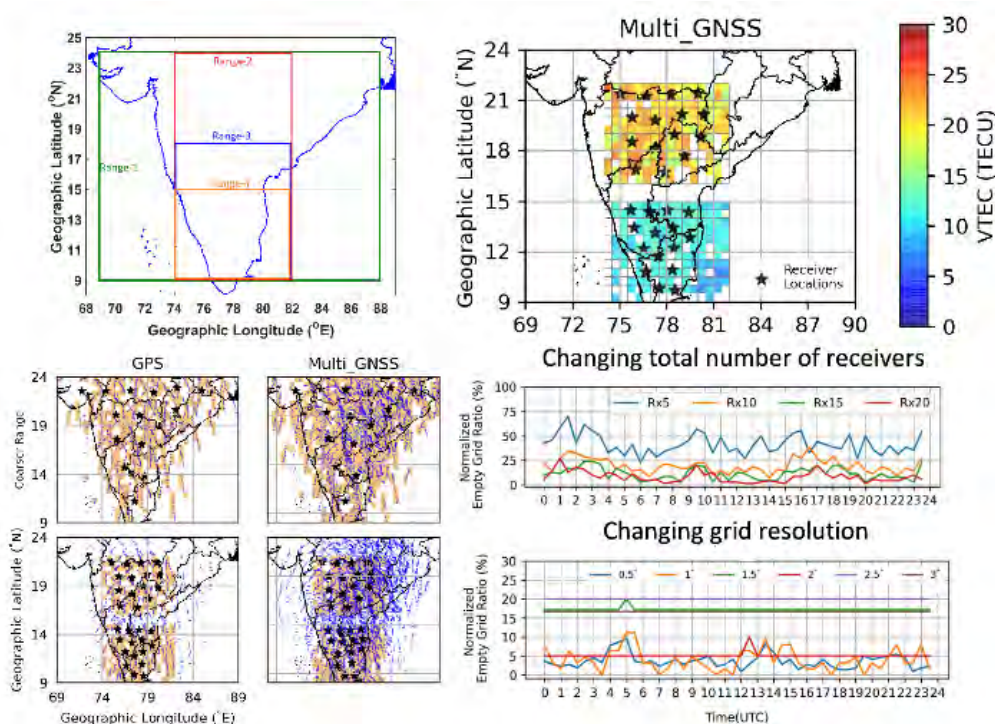 Multi_GNSS
25
23
21
19
17
15
13
11
9
68 70 72 74 76 78 80 82 84 86 88
Geographic Latitude (°N)
Geographic Longitude (°E)
Range-2
Range-3
Range-1
24
21
18
15
12
9
69 72 75 78 81 84 87 90
Geographic Latitude (°N)
Receiver
Locations
30
25
20
15
10
5
0
VTEC (TECU)
GPS
Multi_GNSS
24
19
14
9
Coarser Range
24
19
14
9
Geographic Latitude (°N)
69 74 79 84 89
Geographic Longitude (°E)
Changing total number of receivers
Normalized
Empty Grid Ratio (%)
100
75
50
25
0
Rx5 Rx10 Rx15 Rx20
0 1 2 3 4 5 6 7 8 9 10 11 12 13 14 15 16 17 18 19 20 21 22 23 24
Changing grid resolution
Normalized
Empty Grid Ratio (%)
30
25
20
15
10
5
0
0.5° 1° 1.5° 2° 2.5° 3°
0 1 2 3 4 5 6 7 8 9 10 11 12 13 14 15 16 17 18 19 20 21 22 23 24
Time(UTC)